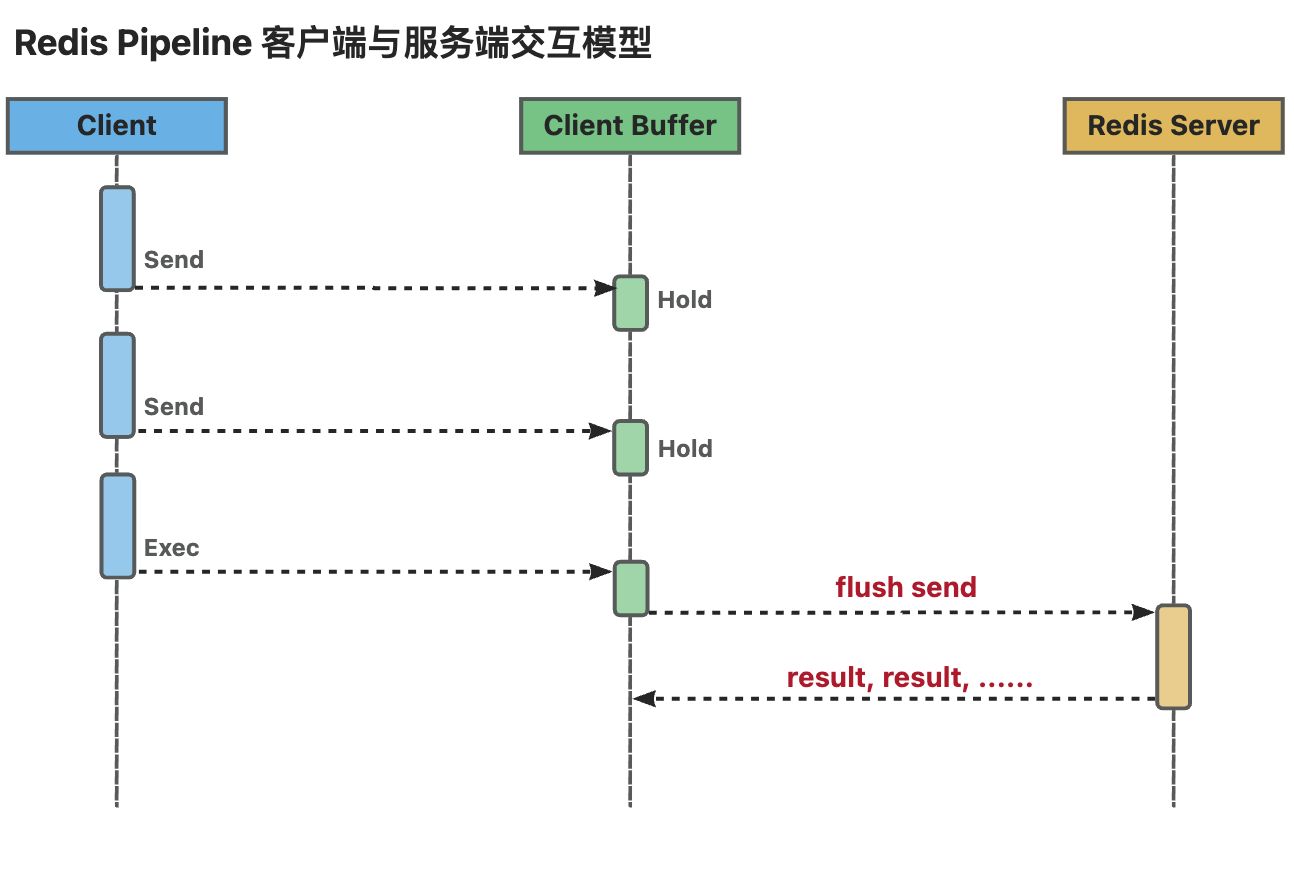 Redis Pipeline 客户端与服务端交互模型
Client
Client Buffer
Redis Server
Send
Hold
Send
Hold
Exec
flush send
result, result, ……